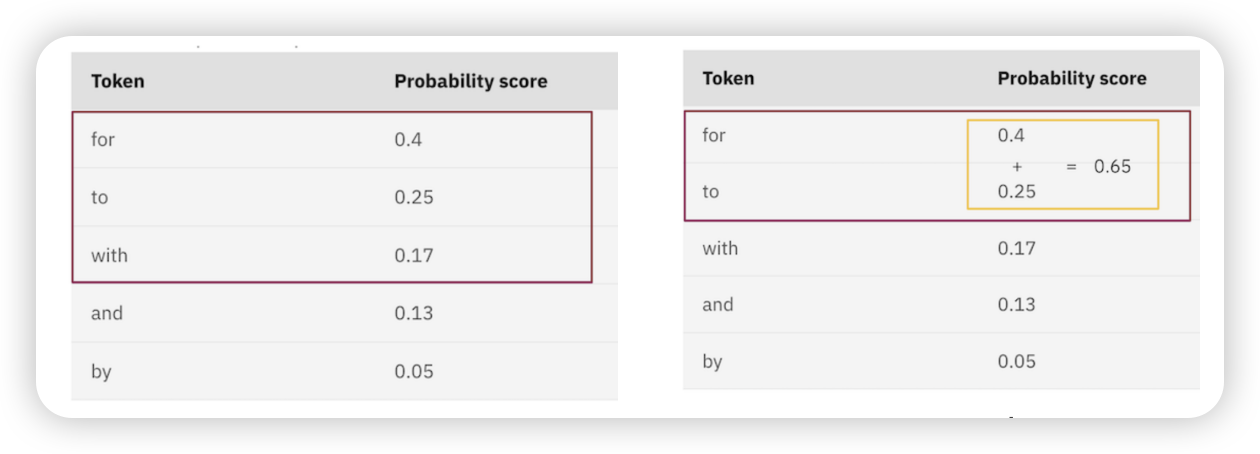 Token Probability score
for 0.4
to 0.25
with 0.17
and 0.13
by 0.05
Token Probability score
for 0.4
+ = 0.65
to 0.25
with 0.17
and 0.13
by 0.05